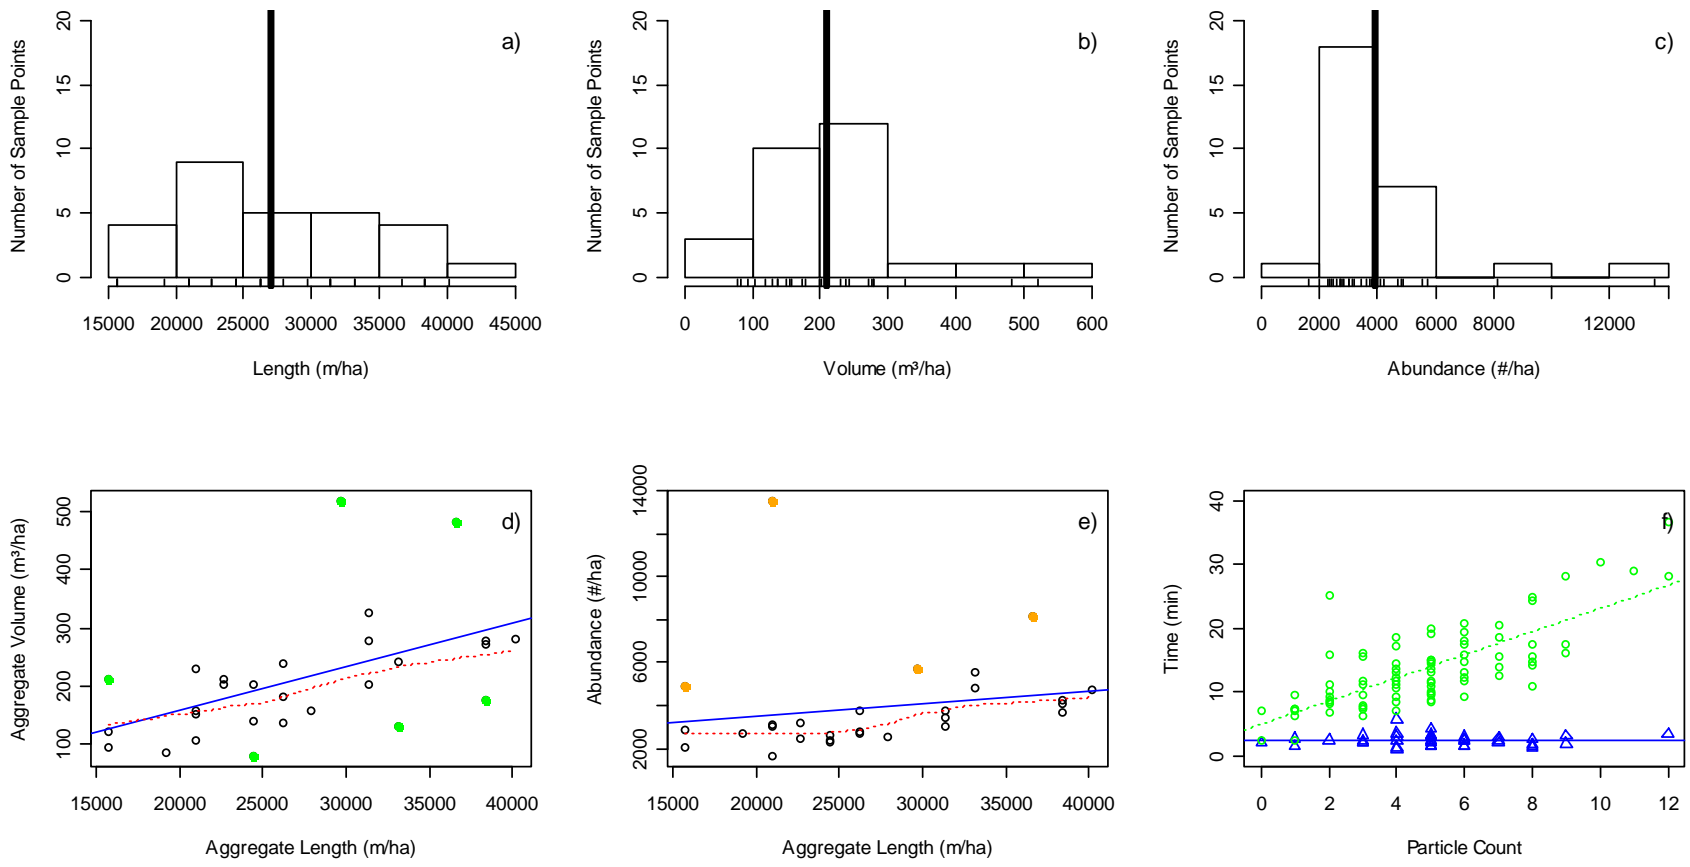 a)
Number of Sample Points
0 5 10 15 20
15000 20000 25000 30000 35000 40000 45000
Length (m/ha)
b)
Number of Sample Points
0 5 10 15 20
0 100 200 300 400 500 600
Volume (m³/ha)
c)
Number of Sample Points
0 5 10 15 20
0 2000 4000 6000 8000 12000
Abundance (#/ha)
d)
Aggregate Volume (m³/ha)
100 200 300 400 500
15000 20000 25000 30000 35000 40000
Aggregate Length (m/ha)
e)
Abundance (#/ha)
2000 6000 10000 14000
15000 20000 25000 30000 35000 40000
Aggregate Length (m/ha)
f)
Time (min)
0 10 20 30 40
0 2 4 6 8 10 12
Particle Count